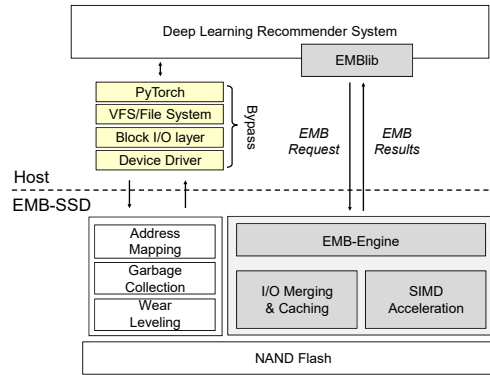 Deep Learning Recommender System
EMBlib
PyTorch
VFS/File System
Block I/O layer
Device Driver
Bypass
EMB
Request
EMB
Results
Host
EMB-SSD
Address
Mapping
Garbage
Collection
Wear
Leveling
EMB-Engine
I/O Merging
& Caching
SIMD
Acceleration
NAND Flash